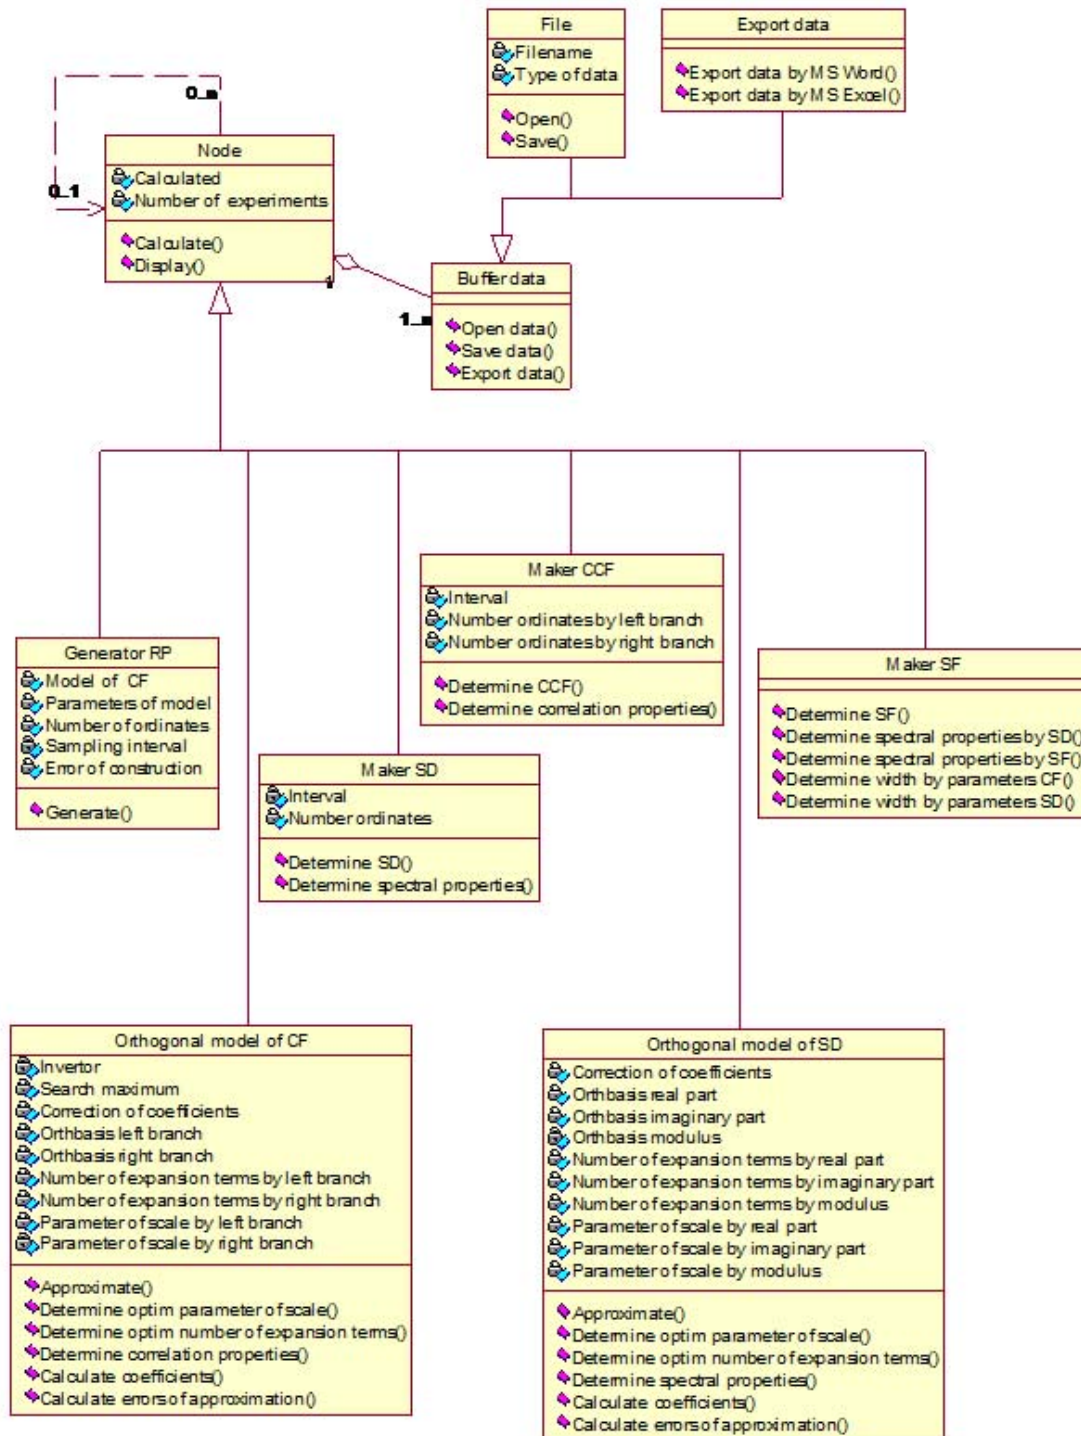 File
Filename
Type of data
Open()
Save()
Export data
Export data by MS Word()
Export data by MS Excel()
0..n
0..1
Node
Calculated
Number of experiments
Calculate()
Display()
1
1..n
Buffer data
Open data()
Save data()
Export data()
Maker CCF
Interval
Number ordinates by left branch
Number ordinates by right branch
Determine CCF()
Determine correlation properties()
Generator RP
Model of CF
Parameters of model
Number of ordinates
Sampling interval
Error of construction
Generate()
Maker SF
Determine SF()
Determine spectral properties by SD()
Determine spectral properties by SF()
Determine width by parameters CF()
Determine width by parameters SD()
Maker SD
Interval
Number ordinates
Determine SD()
Determine spectral properties()
Orthogonal model of CF
Invertor
Search maximum
Correction of coefficients
Orthbasis left branch
Orthbasis right branch
Number of expansion terms by left branch
Number of expansion terms by right branch
Parameter of scale by left branch
Parameter of scale by right branch
Approximate()
Determine optim parameter of scale()
Determine optim number of expansion terms()
Determine correlation properties()
Calculate coefficients()
Calculate errors of approximation()
Orthogonal model of SD
Correction of coefficients
Orthbasis real part
Orthbasis imaginary part
Orthbasis modulus
Number of expansion terms by real part
Number of expansion terms by imaginary part
Number of expansion terms by modulus
Parameter of scale by real part
Parameter of scale by imaginary part
Parameter of scale by modulus
Approximate()
Determine optim parameter of scale()
Determine optim number of expansion terms()
Determine spectral properties()
Calculate coefficients()
Calculate errors of approximation()